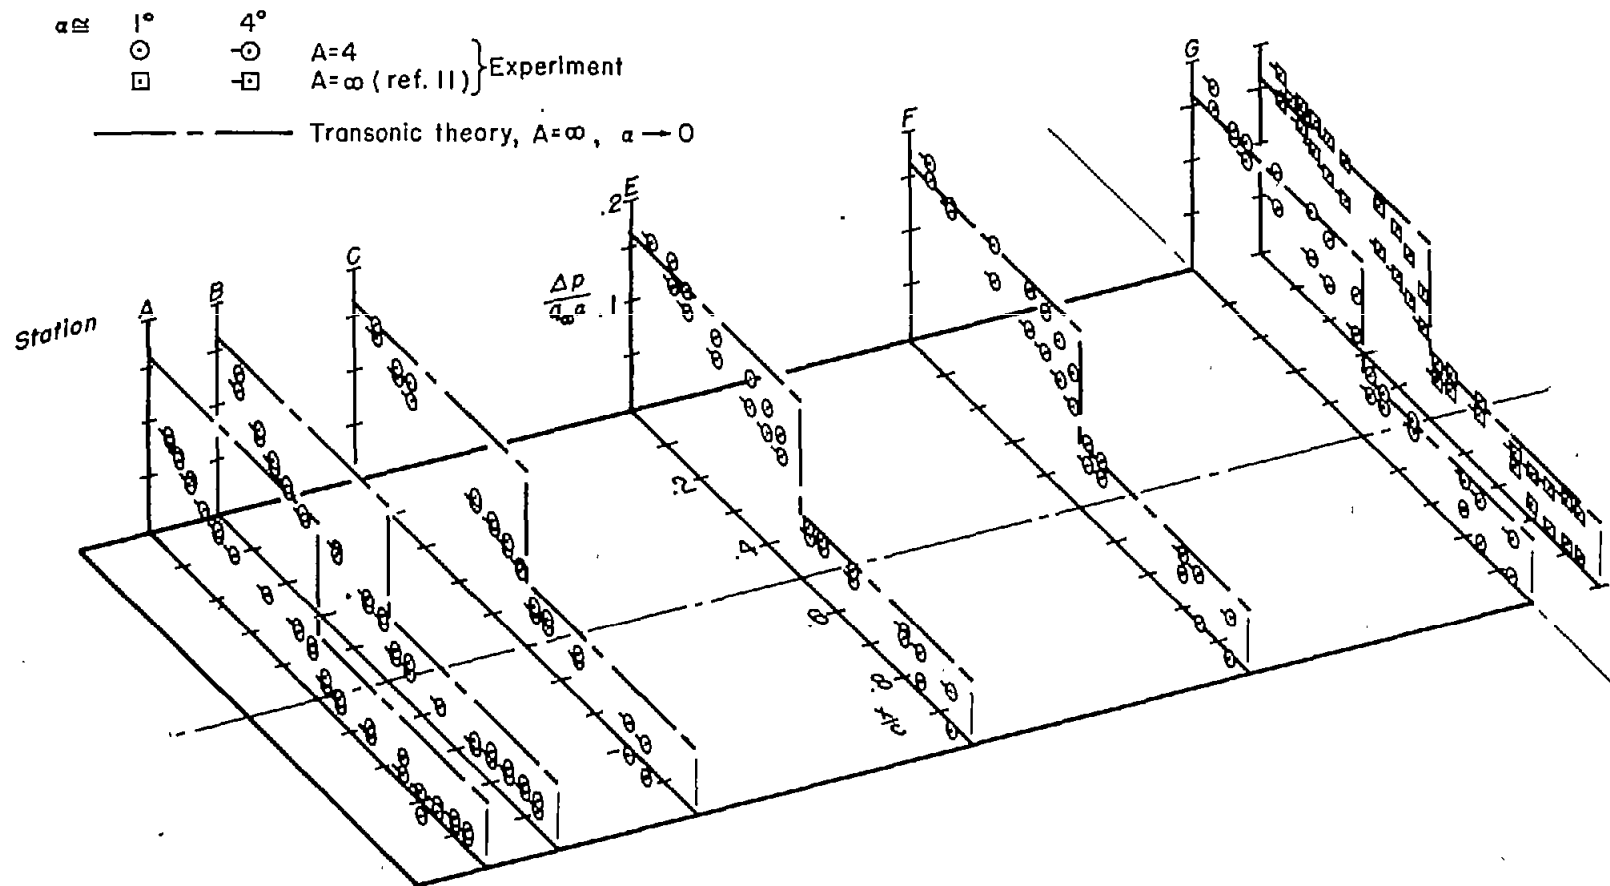 α≅ 1° 4°
A=4
A=∞ (ref. 11)
Experiment
Transonic theory, A=∞, α → 0
Station
A
B
C
E
F
G
.2
Δp
q∞α
.1
.2
.4
.6
.8
x/c